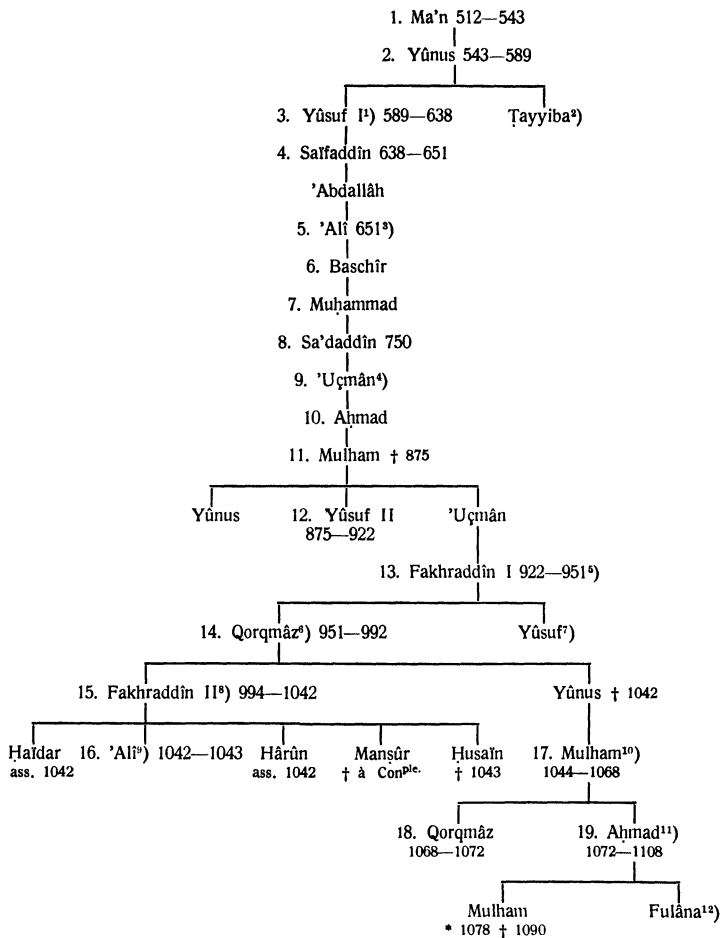 1. Ma'n 512—543
2. Yûnus 543—589
3. Yûsuf I¹) 589—638 Ṭayyiba²)
4. Saïfaddîn 638—651
'Abdallâh
5. 'Alî 651³)
6. Baschîr
7. Muḥammad
8. Sa'daddîn 750
9. 'Uçmân⁴)
10. Aḥmad
11. Mulham † 875
Yûnus 12. Yûsuf II 'Uçmân
875—922
13. Fakhraddîn I 922—951⁵)
14. Qorqmâz⁶) 951—992 Yûsuf⁷)
15. Fakhraddîn II⁸) 994—1042 Yûnus † 1042
Ḥaïdar 16. 'Alî⁹) 1042—1043 Hârûn Manṣûr Ḥusaïn 17. Mulham¹⁰)
ass. 1042 ass. 1042 † à Conᵖˡᵉ· † 1043 1044—1068
18. Qorqmâz 19. Aḥmad¹¹)
1068—1072 1072—1108
Mulham Fulâna¹²)
* 1078 † 1090